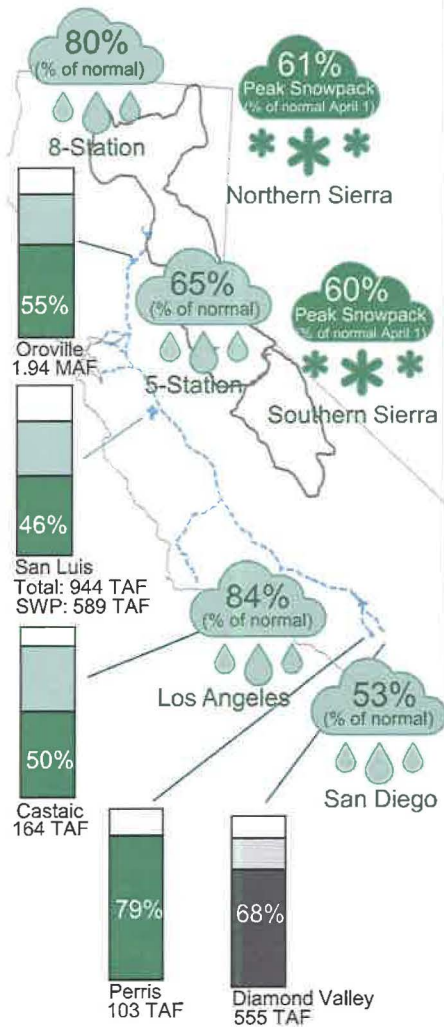 80%
(% of normal)
8-Station
61%
Peak Snowpack
(% of normal April 1)
Northern Sierra
55%
Oroville
1.94 MAF
65%
(% of normal)
5-Station
60%
Peak Snowpack
(% of normal April 1)
Southern Sierra
46%
San Luis
Total: 944 TAF
SWP: 589 TAF
84%
(% of normal)
Los Angeles
53%
(% of normal)
San Diego
50%
Castaic
164 TAF
79%
Perris
103 TAF
68%
Diamond Valley
555 TAF